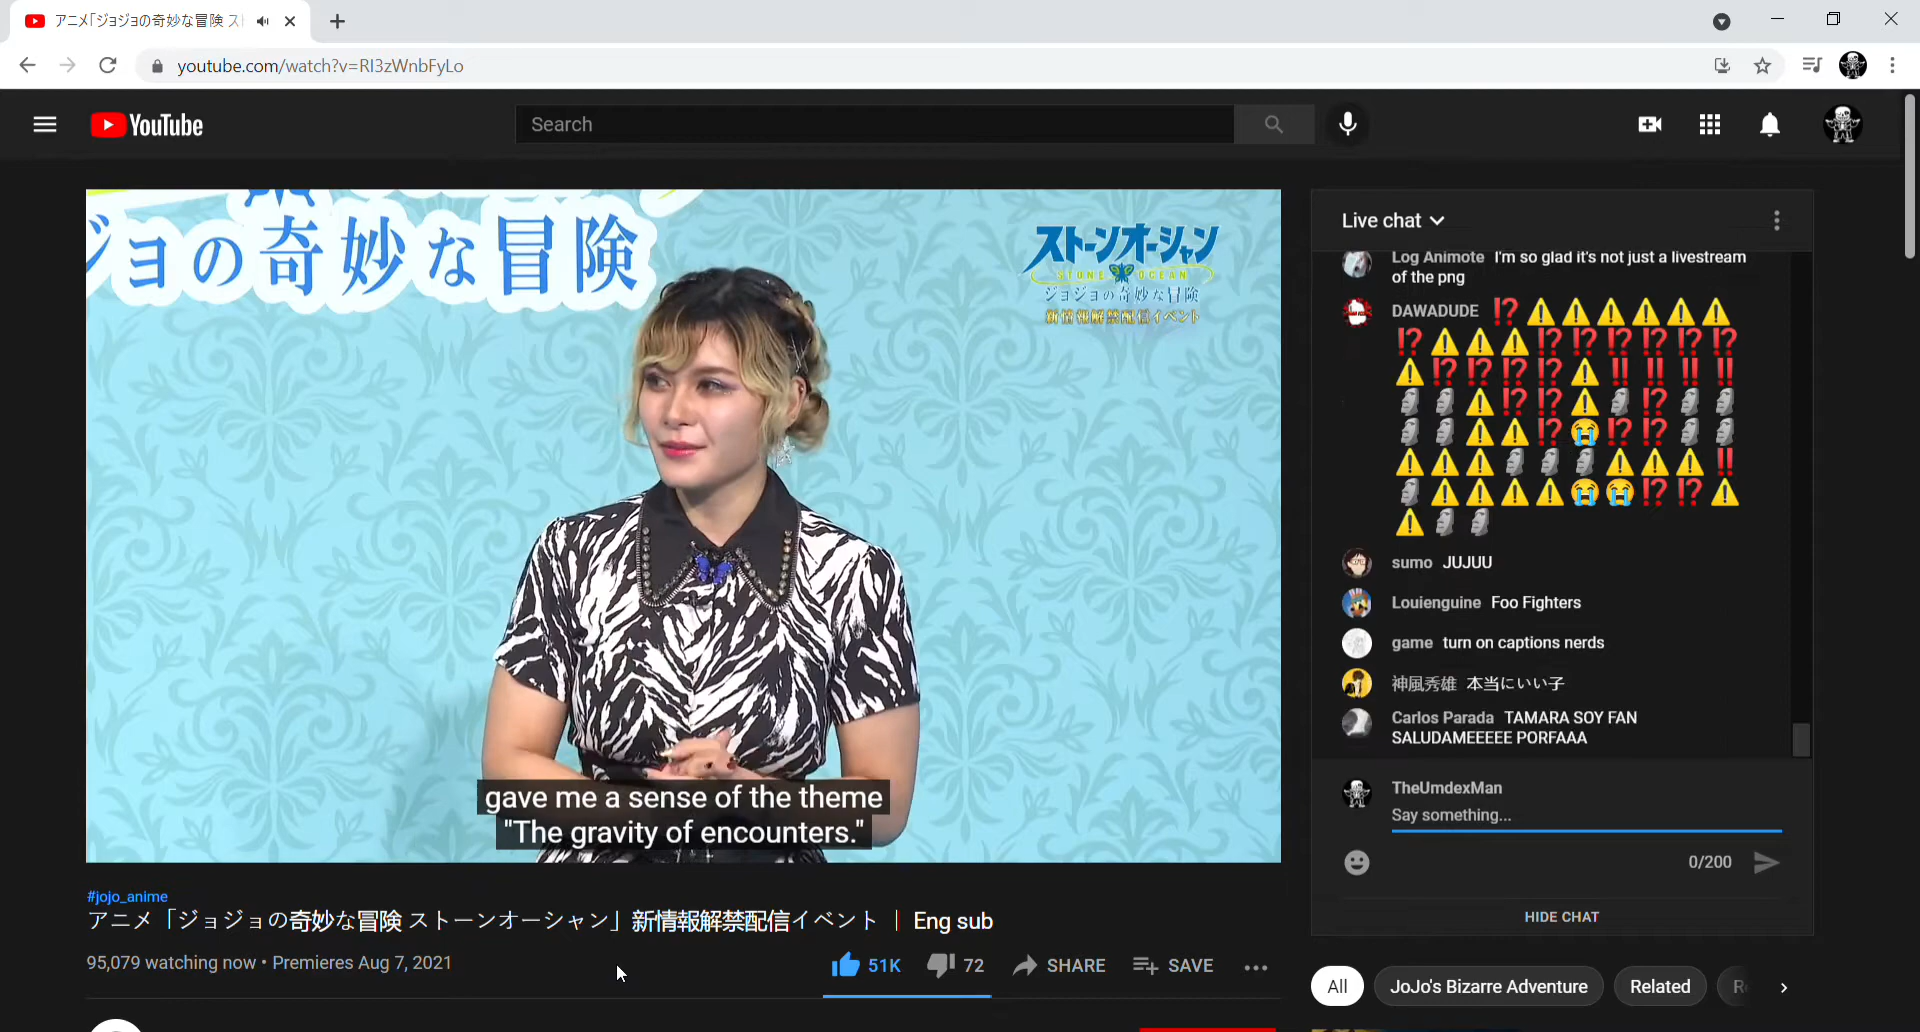 アニメ「ジョジョの奇妙な冒険 ス
youtube.com/watch?v=RI3zWnbFyLo
YouTube
Search
ジョの奇妙な冒険
ストーンオーシャン
STONE OCEAN
ジョジョの奇妙な冒険
新情報解禁配信イベント
gave me a sense of the theme
"The gravity of encounters."
#jojo_anime
アニメ「ジョジョの奇妙な冒険 ストーンオーシャン」新情報解禁配信イベント ｜ Eng sub
95,079 watching now • Premieres Aug 7, 2021
51K 72 SHARE SAVE
Live chat
Log Animote I'm so glad it's not just a livestream
of the png
DAWADUDE ⁉️⚠️⚠️⚠️⚠️⚠️⚠️
⁉️⚠️⚠️⚠️⁉️⁉️⁉️⁉️⁉️⁉️
⚠️⁉️⁉️⁉️⁉️⚠️‼️‼️‼️‼️
🗿🗿⚠️⁉️⁉️⚠️🗿⁉️🗿🗿
🗿🗿⚠️⚠️⁉️😭⁉️⁉️🗿🗿
⚠️⚠️⚠️🗿🗿🗿⚠️⚠️⚠️‼️
🗿⚠️⚠️⚠️⚠️😭😭⁉️⁉️⚠️
⚠️🗿🗿
sumo JUJUU
Louienguine Foo Fighters
game turn on captions nerds
神風秀雄 本当にいい子
Carlos Parada TAMARA SOY FAN
SALUDAMEEEEE PORFAAA
TheUmdexMan
Say something...
0/200
HIDE CHAT
All JoJo's Bizarre Adventure Related